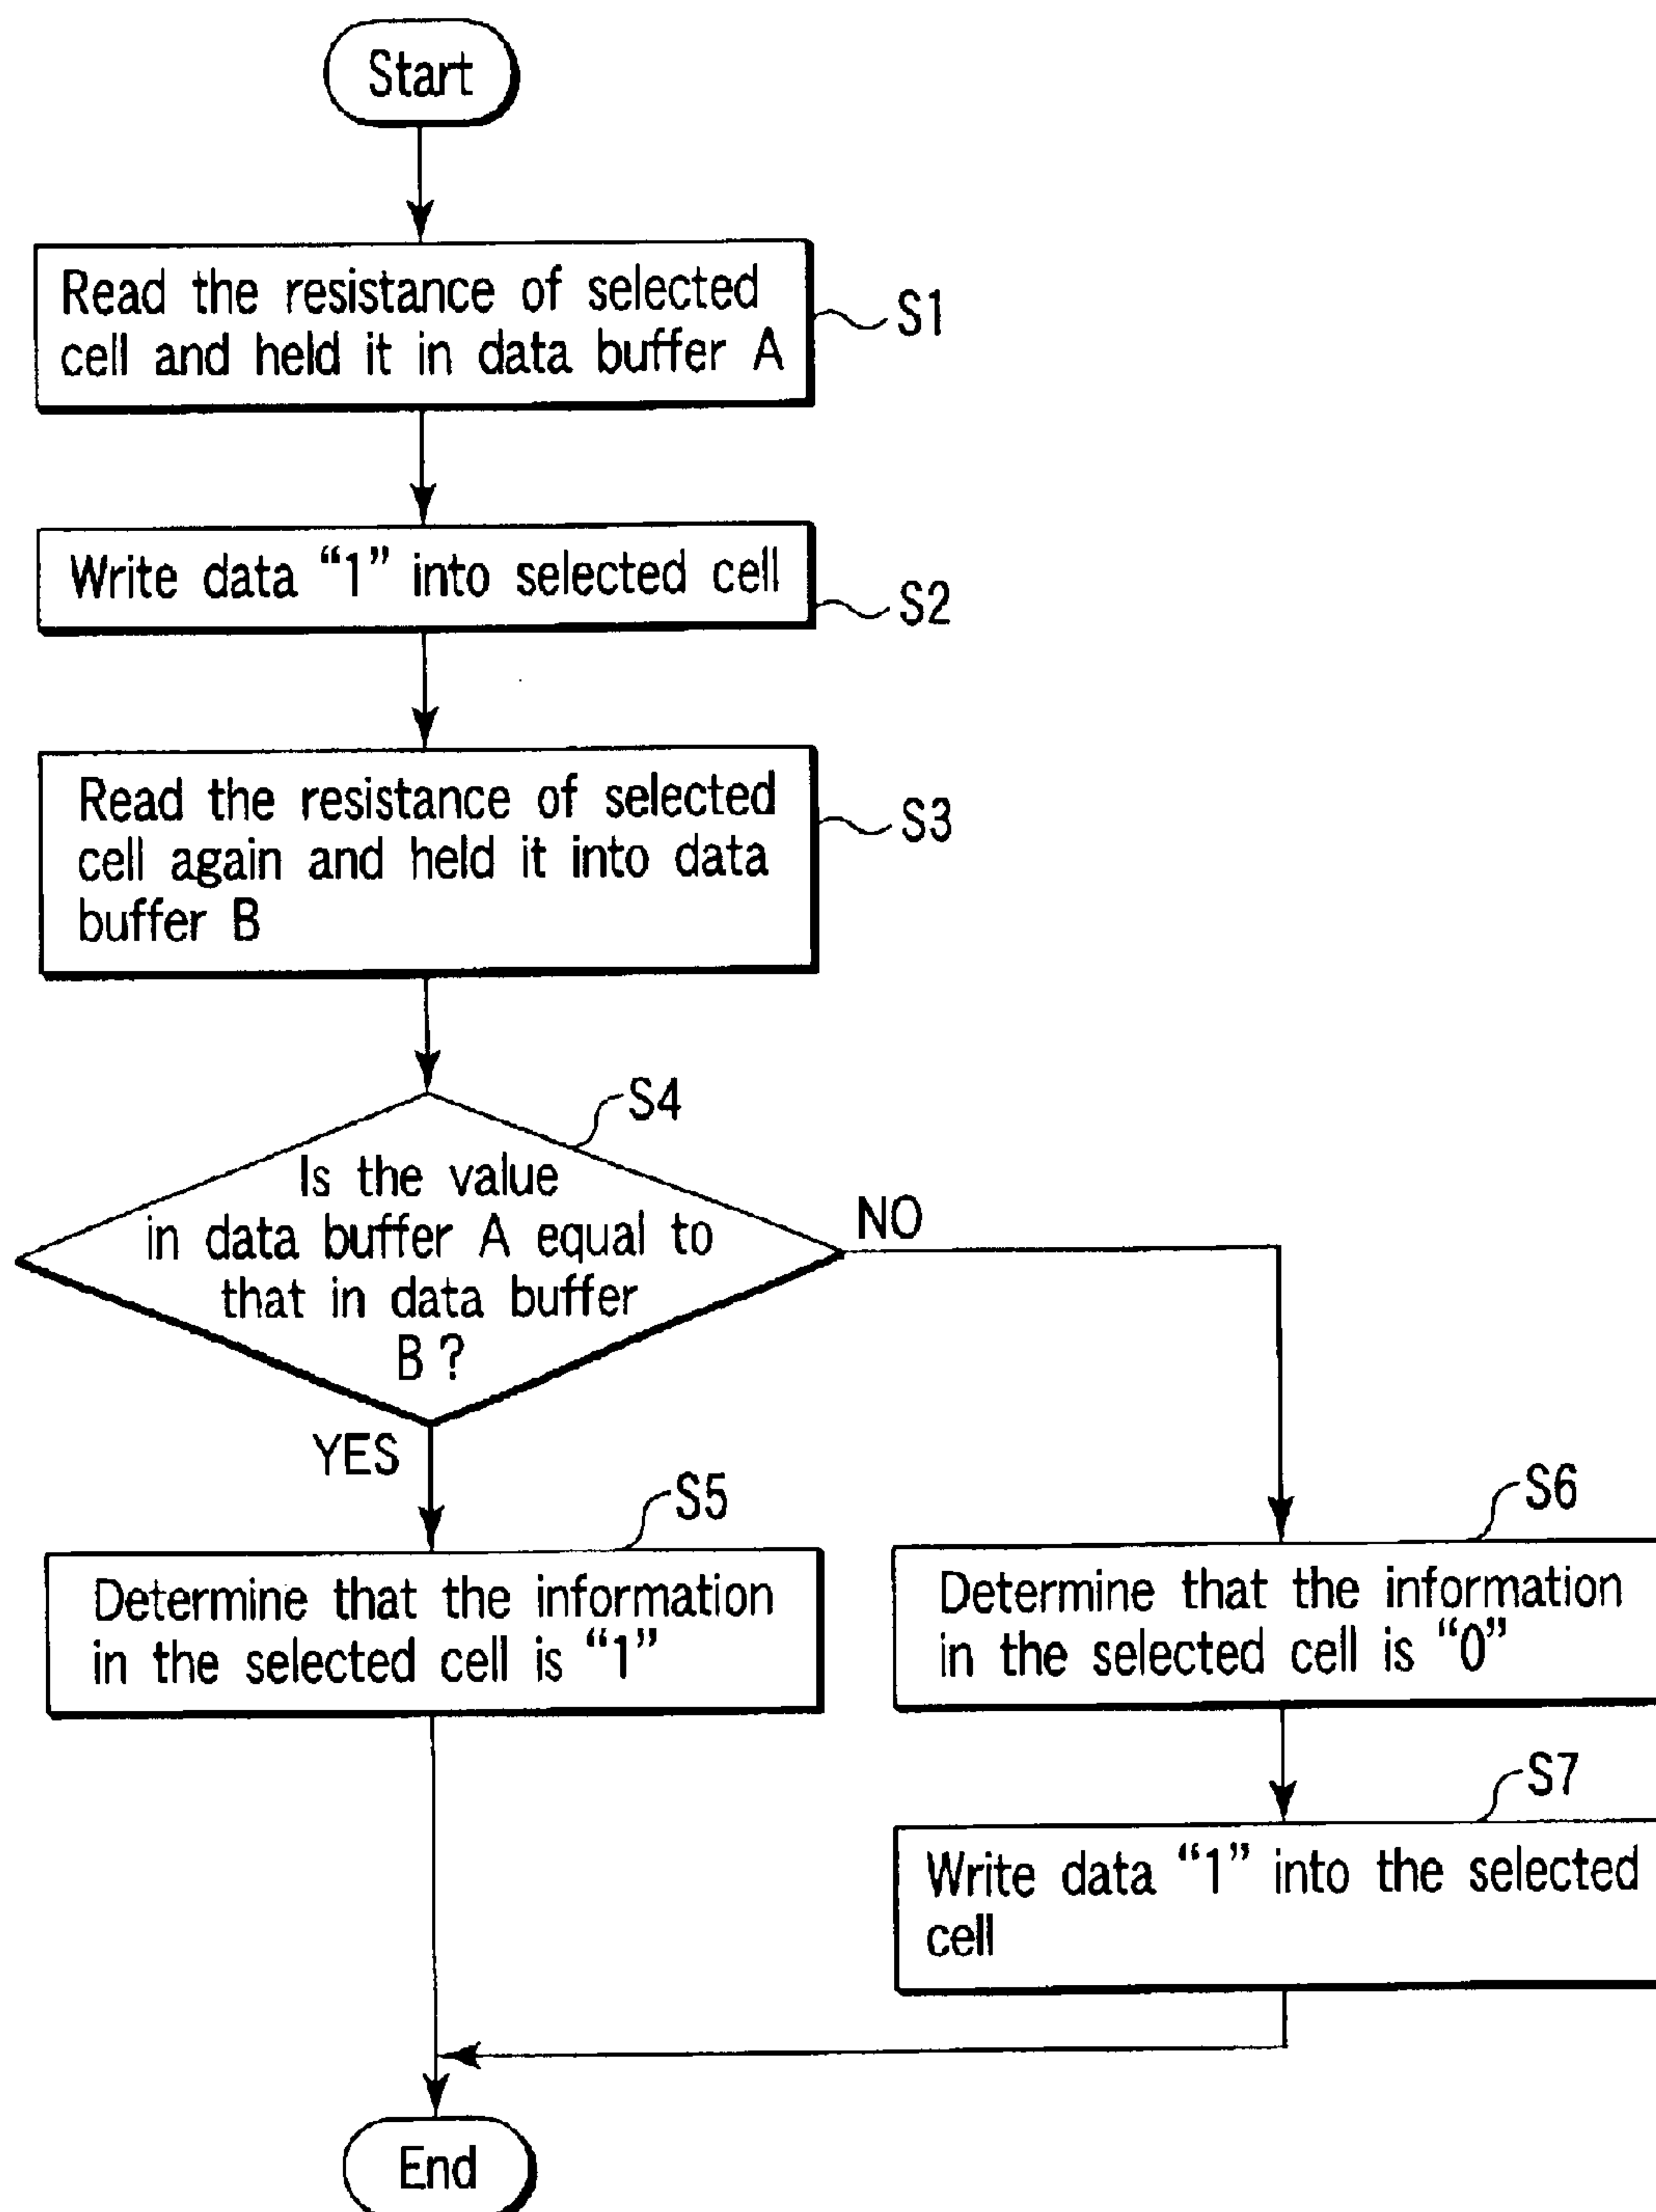 Start
Read the resistance of selected
cell and held it in data buffer A
S1
Write data “1” into selected cell
S2
Read the resistance of selected
cell again and held it into data
buffer B
S3
S4
Is the value
in data buffer A equal to
that in data buffer
B ?
NO
YES
S5
Determine that the information
in the selected cell is “1”
S6
Determine that the information
in the selected cell is “0”
S7
Write data “1” into the selected
cell
End